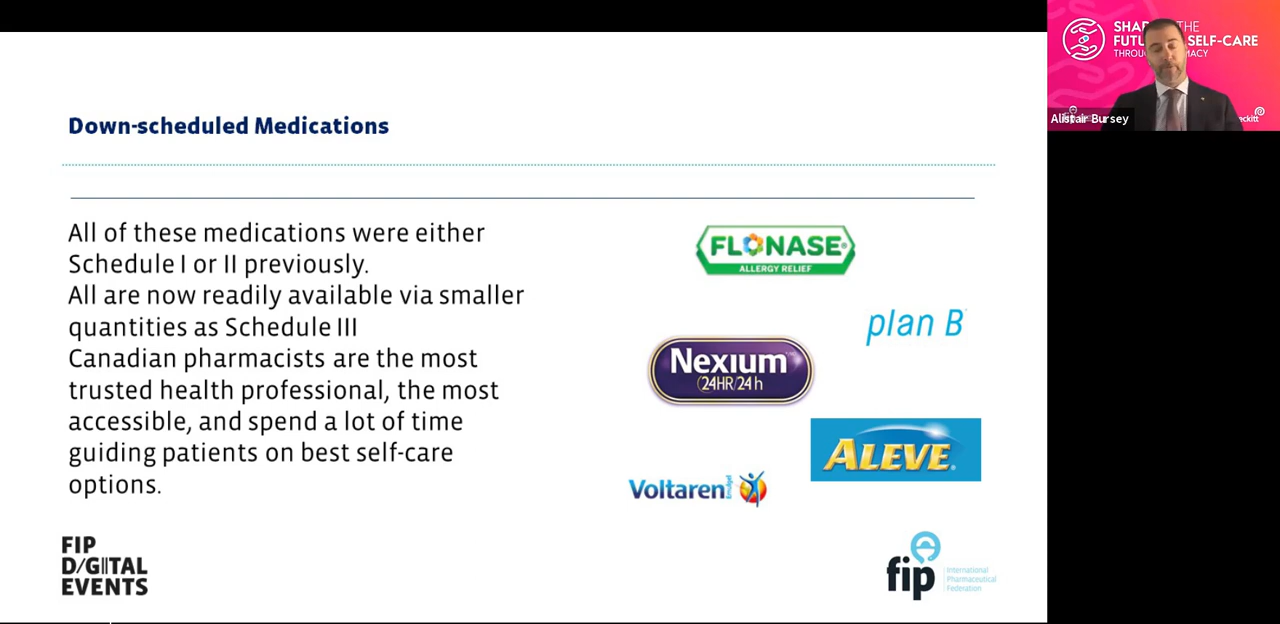 Down-scheduled Medications
All of these medications were either
Schedule I or II previously.
All are now readily available via smaller
quantities as Schedule III
Canadian pharmacists are the most
trusted health professional, the most
accessible, and spend a lot of time
guiding patients on best self-care
options.
FLONASE®
ALLERGY RELIEF
plan B
Nexium
24HR/24h
ALEVE®
Voltaren Emulgel
FIP
D/GITAL
EVENTS
fip
International
Pharmaceutical
Federation
THE
SELF-CARE
Alistair Bursey